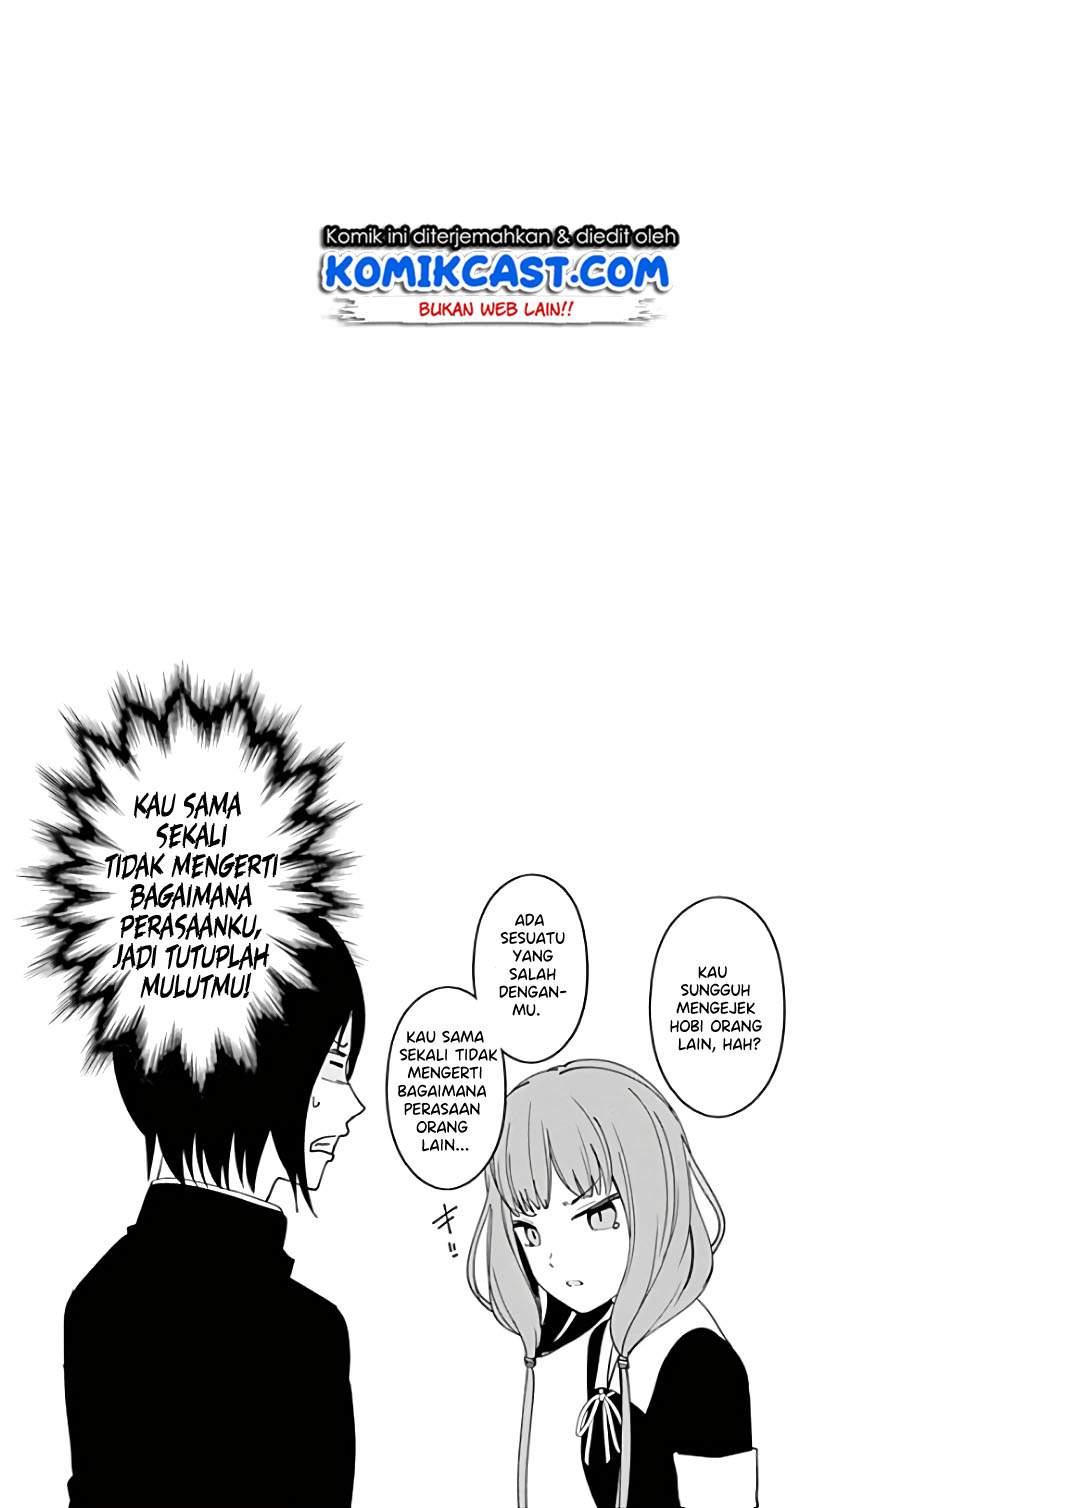 Komik ini diterjemahkan & diedit oleh
KOMIKCAST.COM
BUKAN WEB LAIN!!
KAU
SUNGGUH
MENGEJEK
HOBI ORANG
LAIN, HAH?
ADA
SESUATU
YANG
SALAH
DENGAN-
MU.
KAU SAMA
SEKALI TIDAK
MENGERTI
BAGAIMANA
PERASAAN
ORANG
LAIN...
キ!!
KAU SAMA
SEKALI
TIDAK MENGERTI
BAGAIMANA
PERASAANKU,
JADI TUTUPLAH
MULUTMU!